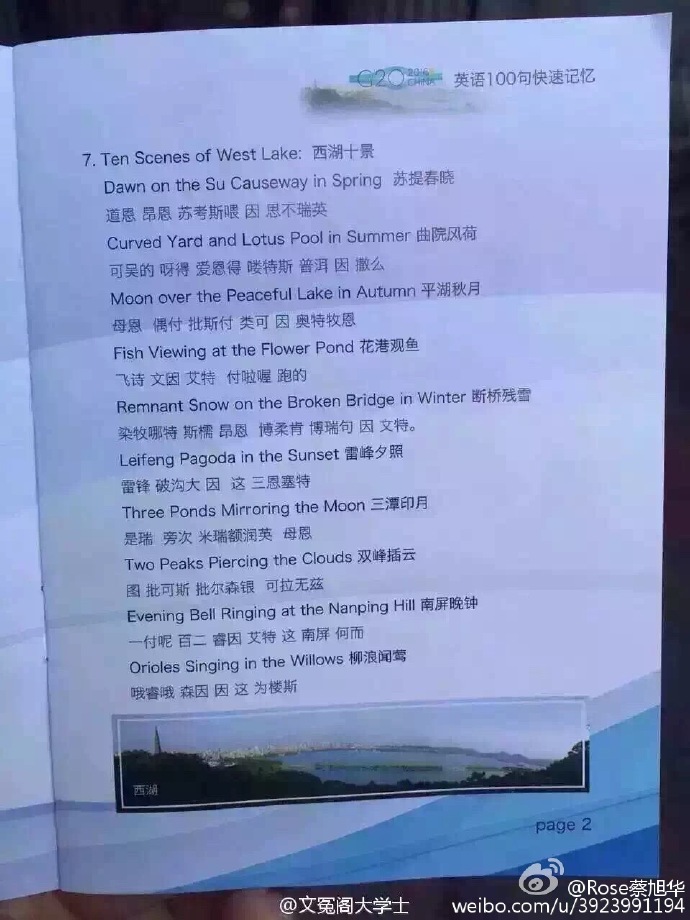 G20 2016 CHINA 英语100句快速记忆
7. Ten Scenes of West Lake: 西湖十景
Dawn on the Su Causeway in Spring 苏提春晓
道恩 昂恩 苏考斯喂 因 思不瑞英
Curved Yard and Lotus Pool in Summer 曲院风荷
可吴的 呀得 爱恩得 喽特斯 普洱 因 撒么
Moon over the Peaceful Lake in Autumn 平湖秋月
母恩 偶付 批斯付 类可 因 奥特牧恩
Fish Viewing at the Flower Pond 花港观鱼
飞诗 文因 艾特 付啦喔 跑的
Remnant Snow on the Broken Bridge in Winter 断桥残雪
染牧哪特 斯懦 昂恩 博柔肯 博瑞句 因 文特。
Leifeng Pagoda in the Sunset 雷峰夕照
雷锋 破沟大 因 这 三恩塞特
Three Ponds Mirroring the Moon 三潭印月
是瑞 旁次 米瑞额润英 母恩
Two Peaks Piercing the Clouds 双峰插云
图 批可斯 批尔森银 可拉无兹
Evening Bell Ringing at the Nanping Hill 南屏晚钟
一付呢 百二 睿因 艾特 这 南屏 何而
Orioles Singing in the Willows 柳浪闻莺
哦睿哦 森因 因 这 为楼斯
西湖
page 2
@Rose蔡旭华
@文冤阁大学士 weibo.com/u/3923991194